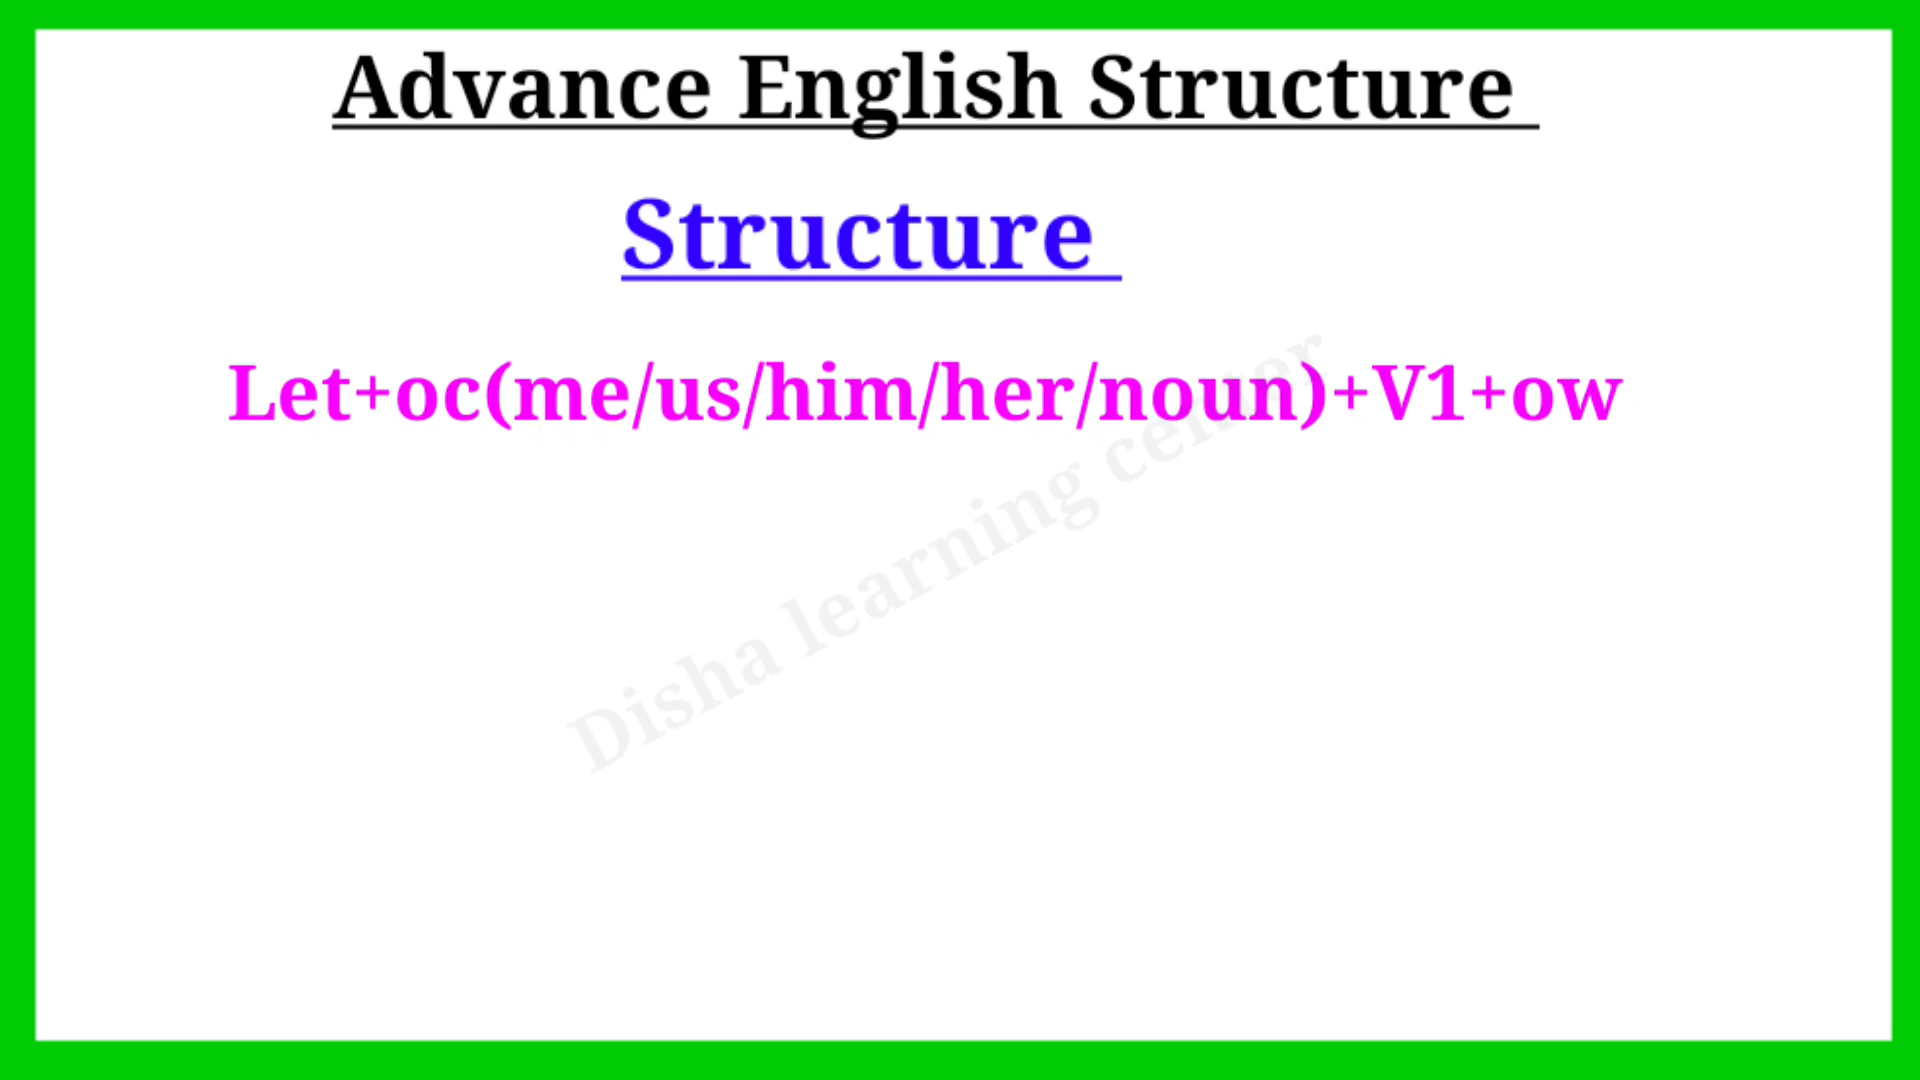 Advance English Structure
Structure
Let+oc(me/us/him/her/noun)+V1+ow
Disha learning center